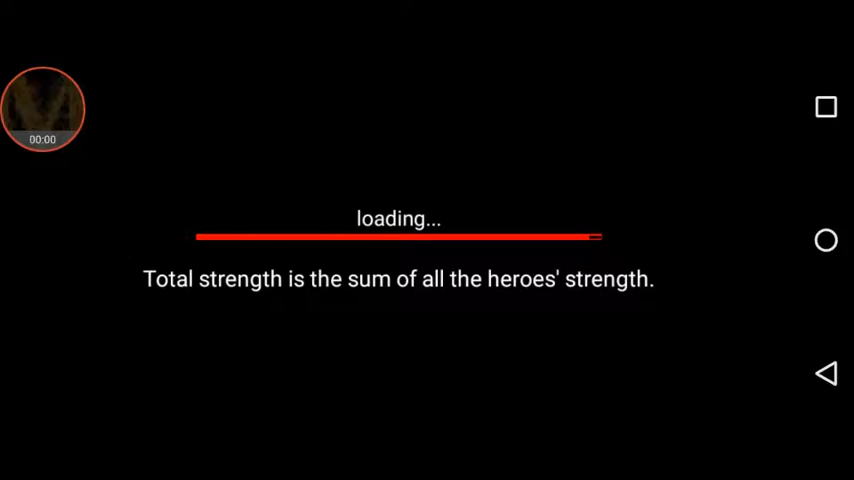 00:00
loading...
Total strength is the sum of all the heroes' strength.